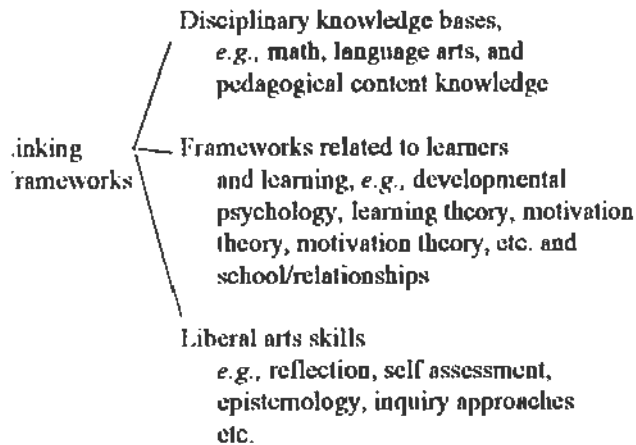 Disciplinary knowledge bases,
e.g., math, language arts, and
pedagogical content knowledge
inking
rameworks
Frameworks related to learners
and learning, e.g., developmental
psychology, learning theory, motivation
theory, motivation theory, etc. and
school/relationships
Liberal arts skills
e.g., reflection, self assessment,
epistemology, inquiry approaches
etc.